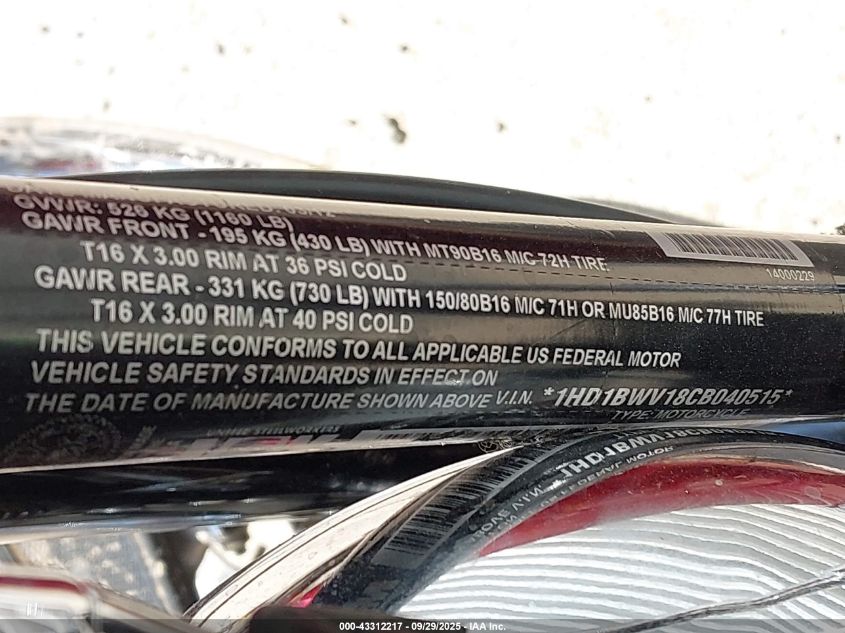 GVWR: 526 KG (1160 LB)
GAWR FRONT - 195 KG (430 LB) WITH MT90B16 M/C 72H TIRE
T16 X 3.00 RIM AT 36 PSI COLD
14000229
GAWR REAR - 331 KG (730 LB) WITH 150/80B16 M/C 71H OR MU85B16 M/C 77H TIRE
T16 X 3.00 RIM AT 40 PSI COLD
THIS VEHICLE CONFORMS TO ALL APPLICABLE US FEDERAL MOTOR
VEHICLE SAFETY STANDARDS IN EFFECT ON
THE DATE OF MANUFACTURE SHOWN ABOVE V.I.N. *1HD1BWV18CB040515*
TYPE: MOTORCYCLE
STEELWORKERS
000-43312217 - 09/29/2025 - IAA Inc.